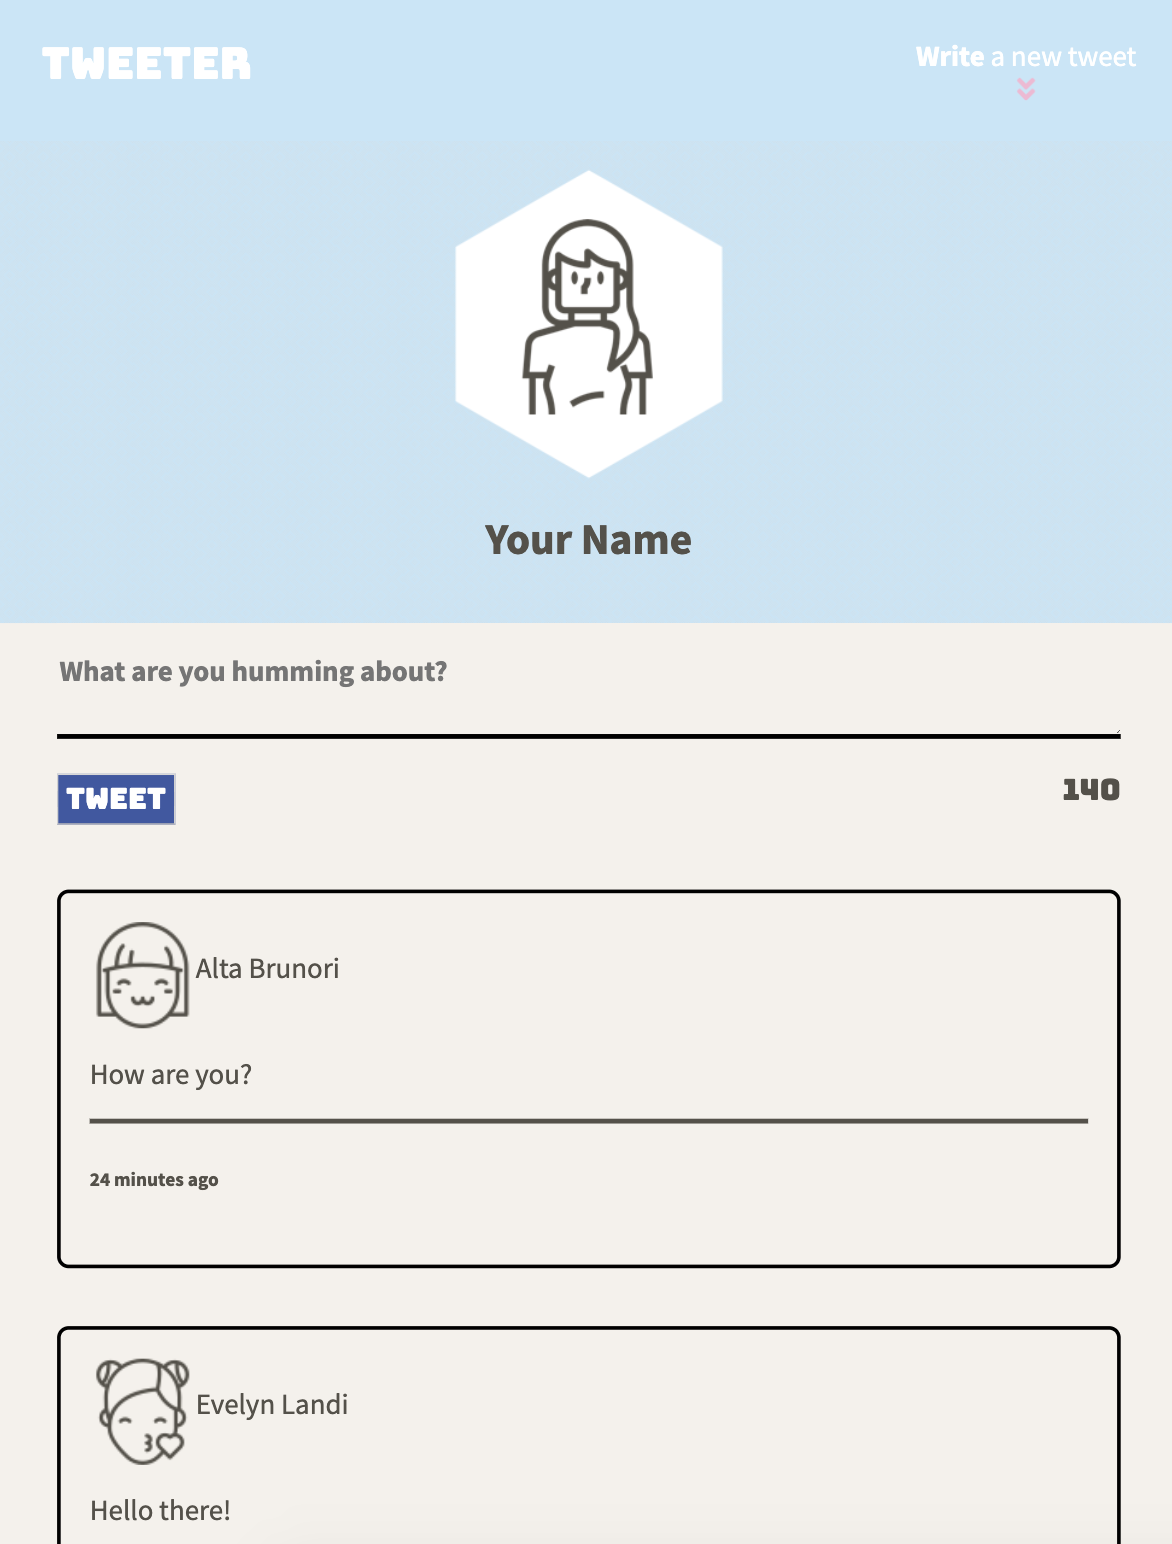 TWEETER
Write a new tweet
Your Name
What are you humming about?
TWEET
140
Alta Brunori
How are you?
24 minutes ago
Evelyn Landi
Hello there!